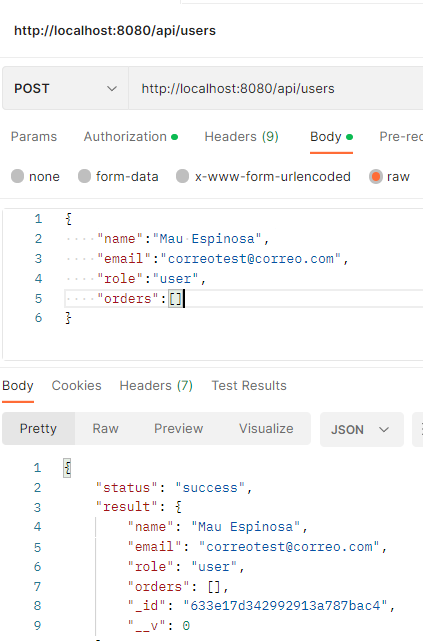 http://localhost:8080/api/users
POST http://localhost:8080/api/users
Params Authorization Headers (9) Body Pre-req
none form-data x-www-form-urlencoded raw
1 {
2 "name":"Mau Espinosa",
3 "email":"correotest@correo.com",
4 "role":"user",
5 "orders":[]
6 }
Body Cookies Headers (7) Test Results
Pretty Raw Preview Visualize JSON
1 {
2 "status": "success",
3 "result": {
4 "name": "Mau Espinosa",
5 "email": "correotest@correo.com",
6 "role": "user",
7 "orders": [],
8 "_id": "633e17d342992913a787bac4",
9 "__v": 0